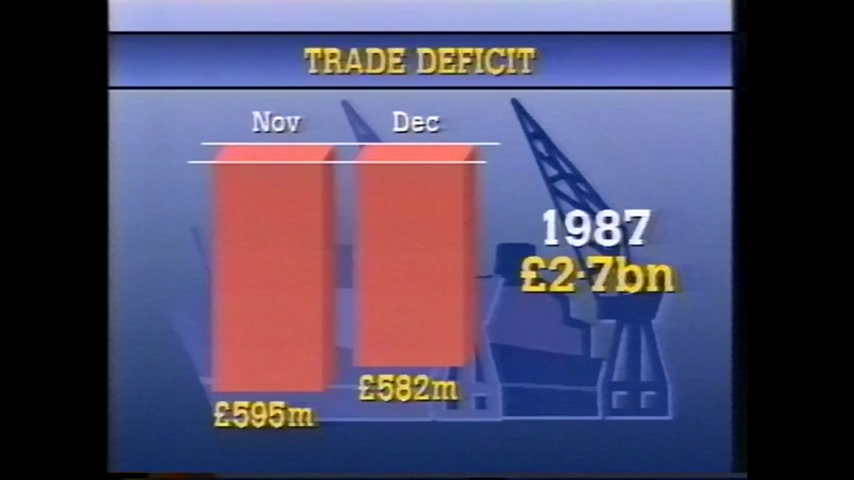 TRADE DEFICIT
Nov Dec
1987
£2·7bn
£582m
£595m